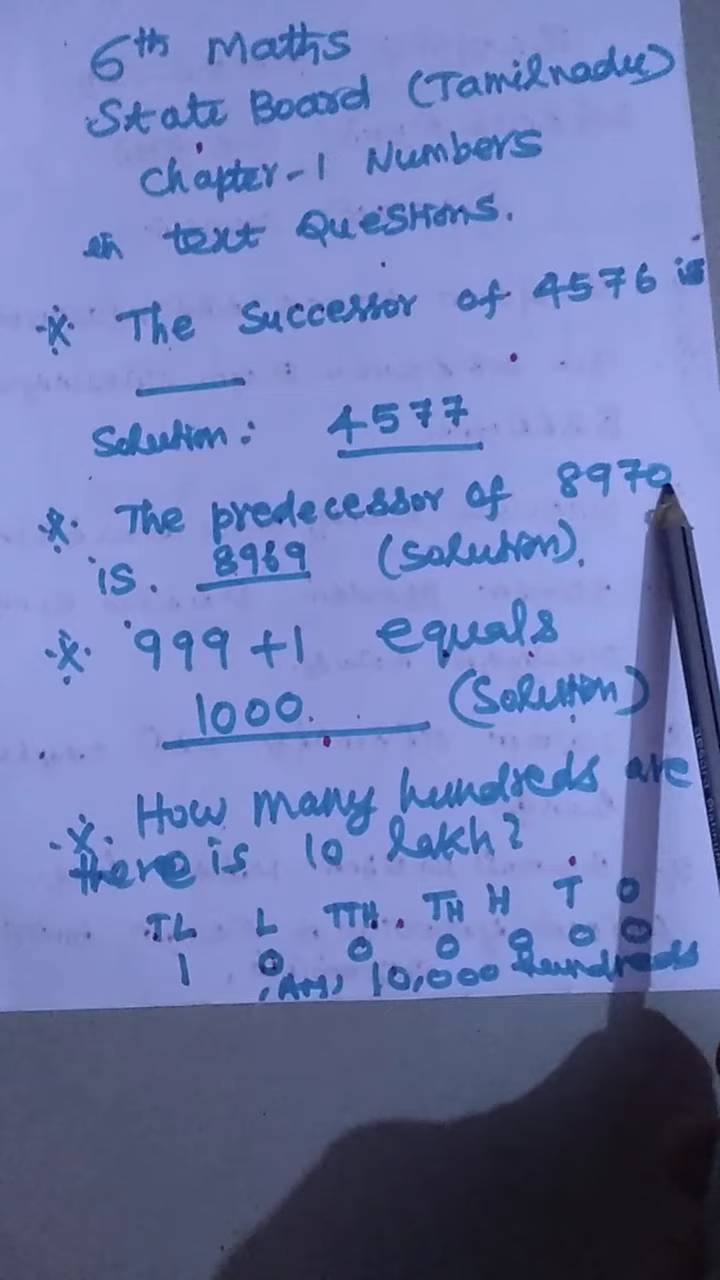 6th Maths
State Board (Tamilnadu)
Chapter-1 Numbers
in text Questions.
* The Successor of 4576 is
Solution: 4577
* The predecessor of 8970
is. 8969 (Solution).
* 999 +1 equals
1000. (Solution)
* How many hundreds are
there is 10 lakh?
TL L TTH TH H T O
1 0 0 0 0 0 0
Ans, 10,000 Hundreds